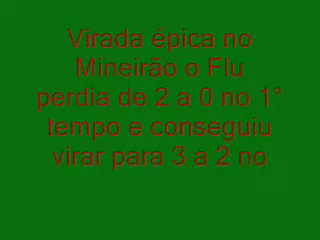 Virada épica no
Mineirão o Flu
perdia de 2 a 0 no 1°
tempo e conseguiu
virar para 3 a 2 no